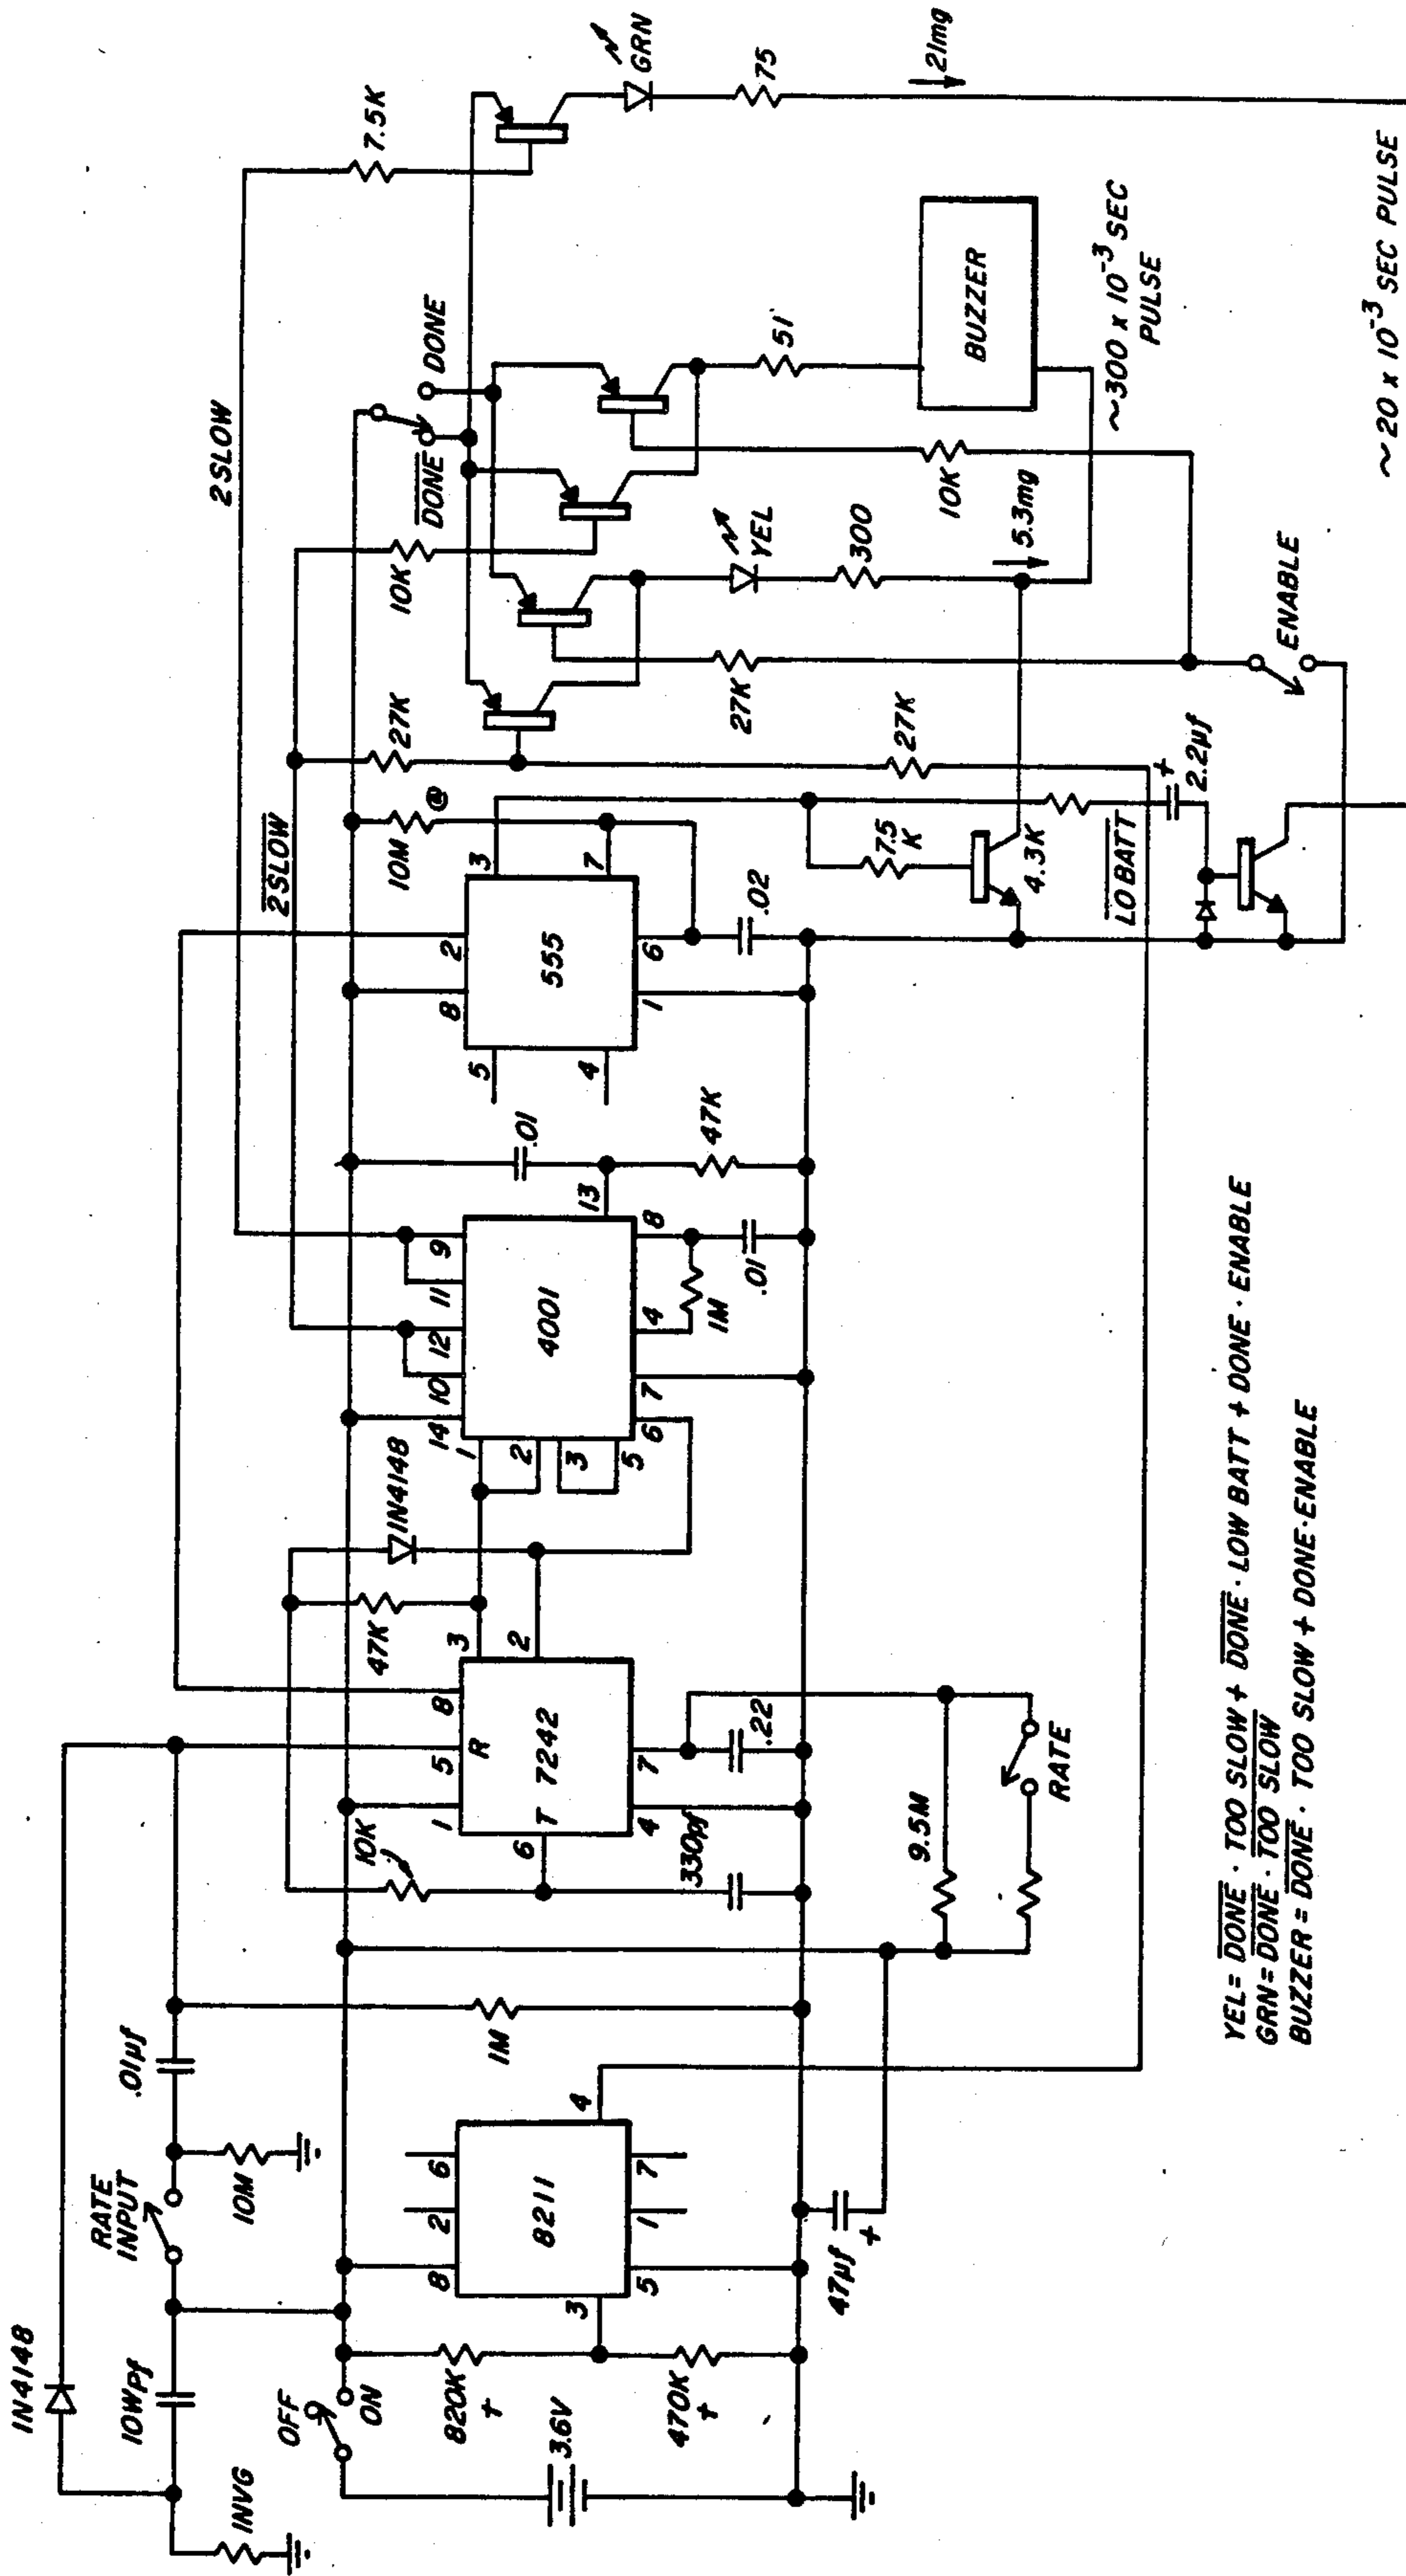 IN4148
10WPf
RATE
INPUT
.01µf
INVG
10M
OFF
ON
3.6V
820K
†
470K
†
8211
8
2
6
3
5
1
7
4
47µf
+
1M
10K
330pf
7242
1
5
R
8
6
T
3
2
4
7
.22
9.5M
RATE
47K
IN4148
4001
14
10
12
11
9
1
2
3
5
6
7
4
8
13
1M
.01
.01
47K
555
5
4
8
2
3
7
1
6
.02
10M
@
2SLOW
2SLOW
27K
10K
DONE
DONE
7.5K
27K
27K
75
K
4.3K
LO BATT
+
2.2µf
ENABLE
YEL
300
5.3mg
10K
51
BUZZER
~300 x 10-3 SEC
PULSE
GRN
75
21mg
~20 x 10-3 SEC PULSE
YEL= DONE · TOO SLOW + DONE · LOW BATT + DONE · ENABLE
GRN= DONE · TOO SLOW
BUZZER = DONE · TOO SLOW + DONE·ENABLE